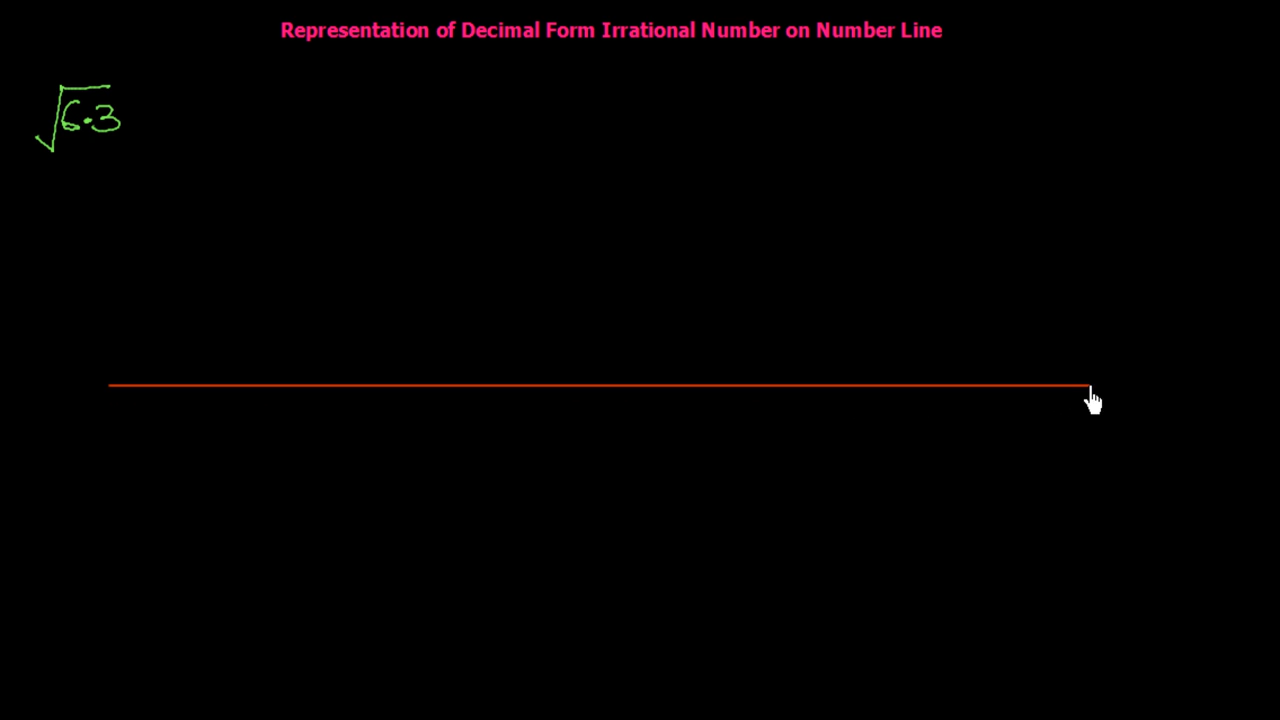 Representation of Decimal Form Irrational Number on Number Line
√6.3